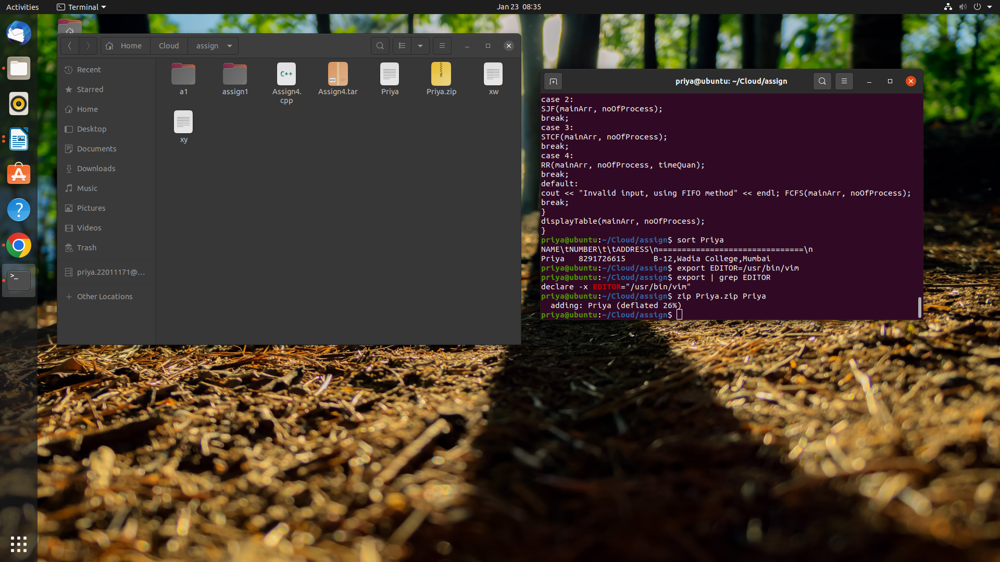 Activities
Terminal
Jan 23 08:35
Home
Cloud
assign
Recent
Starred
Home
Desktop
Documents
Downloads
Music
Pictures
Videos
Trash
priya.22011171@...
Other Locations
a1
assign1
C++
Assign4.
cpp
Assign4.tar
Priya
Priya.zip
xw
xy
priya@ubuntu: ~/Cloud/assign
case 2:
SJF(mainArr, noOfProcess);
break;
case 3:
STCF(mainArr, noOfProcess);
break;
case 4:
RR(mainArr, noOfProcess, timeQuan);
break;
default:
cout << "Invalid input, using FIFO method" << endl; FCFS(mainArr, noOfProcess);
break;
}
displayTable(mainArr, noOfProcess);
}
priya@ubuntu:~/Cloud/assign$ sort Priya
NAME\tNUMBER\t\tADDRESS\n===============================\n
Priya   8291726615      B-12,Wadia College,Mumbai
priya@ubuntu:~/Cloud/assign$ export EDITOR=/usr/bin/vim
priya@ubuntu:~/Cloud/assign$ export | grep EDITOR
declare -x EDITOR="/usr/bin/vim"
priya@ubuntu:~/Cloud/assign$ zip Priya.zip Priya
  adding: Priya (deflated 26%)
priya@ubuntu:~/Cloud/assign$